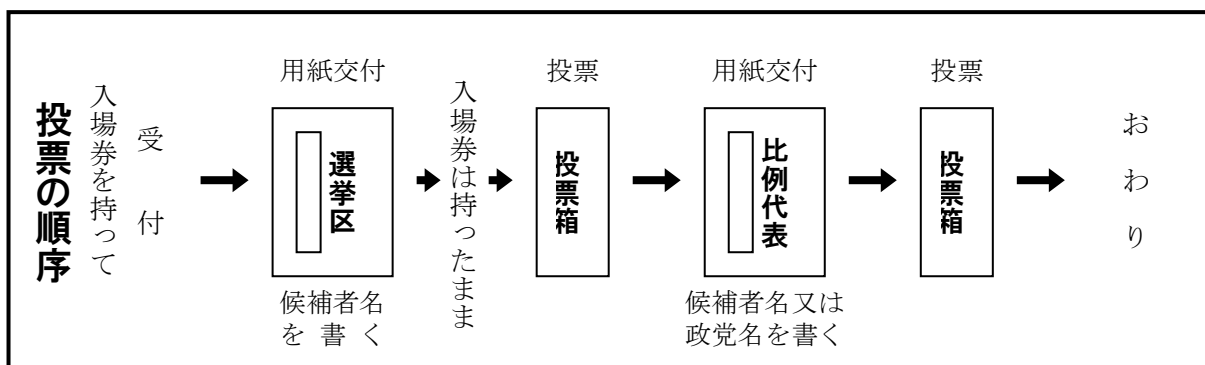 投票の順序
入場券を持って
受付
用紙交付
選挙区
候補者名
を書く
入場券は持ったまま
投票
投票箱
用紙交付
比例代表
候補者名又は
政党名を書く
投票
投票箱
おわり